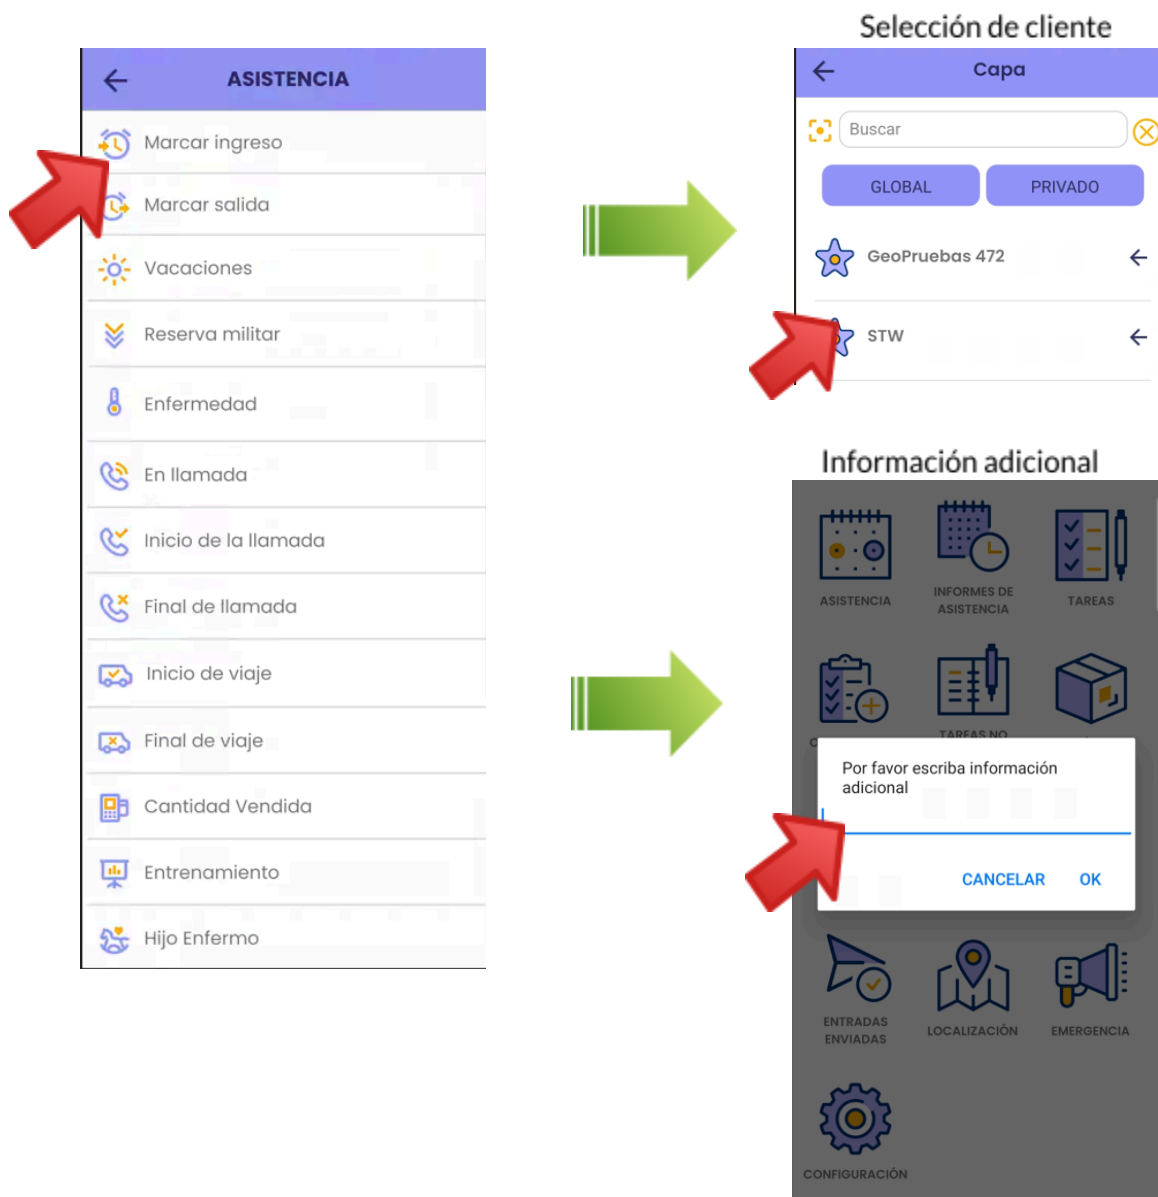 ASISTENCIA
Marcar ingreso
Marcar salida
Vacaciones
Reserva militar
Enfermedad
En llamada
Inicio de la llamada
Final de llamada
Inicio de viaje
Final de viaje
Cantidad Vendida
Entrenamiento
Hijo Enfermo
Selección de cliente
Capa
Buscar
GLOBAL
PRIVADO
GeoPruebas 472
STW
Información adicional
ASISTENCIA
INFORMES DE
ASISTENCIA
TAREAS
TAREAS NO
Por favor escriba información
adicional
CANCELAR
OK
ENTRADAS
ENVIADAS
LOCALIZACIÓN
EMERGENCIA
CONFIGURACIÓN